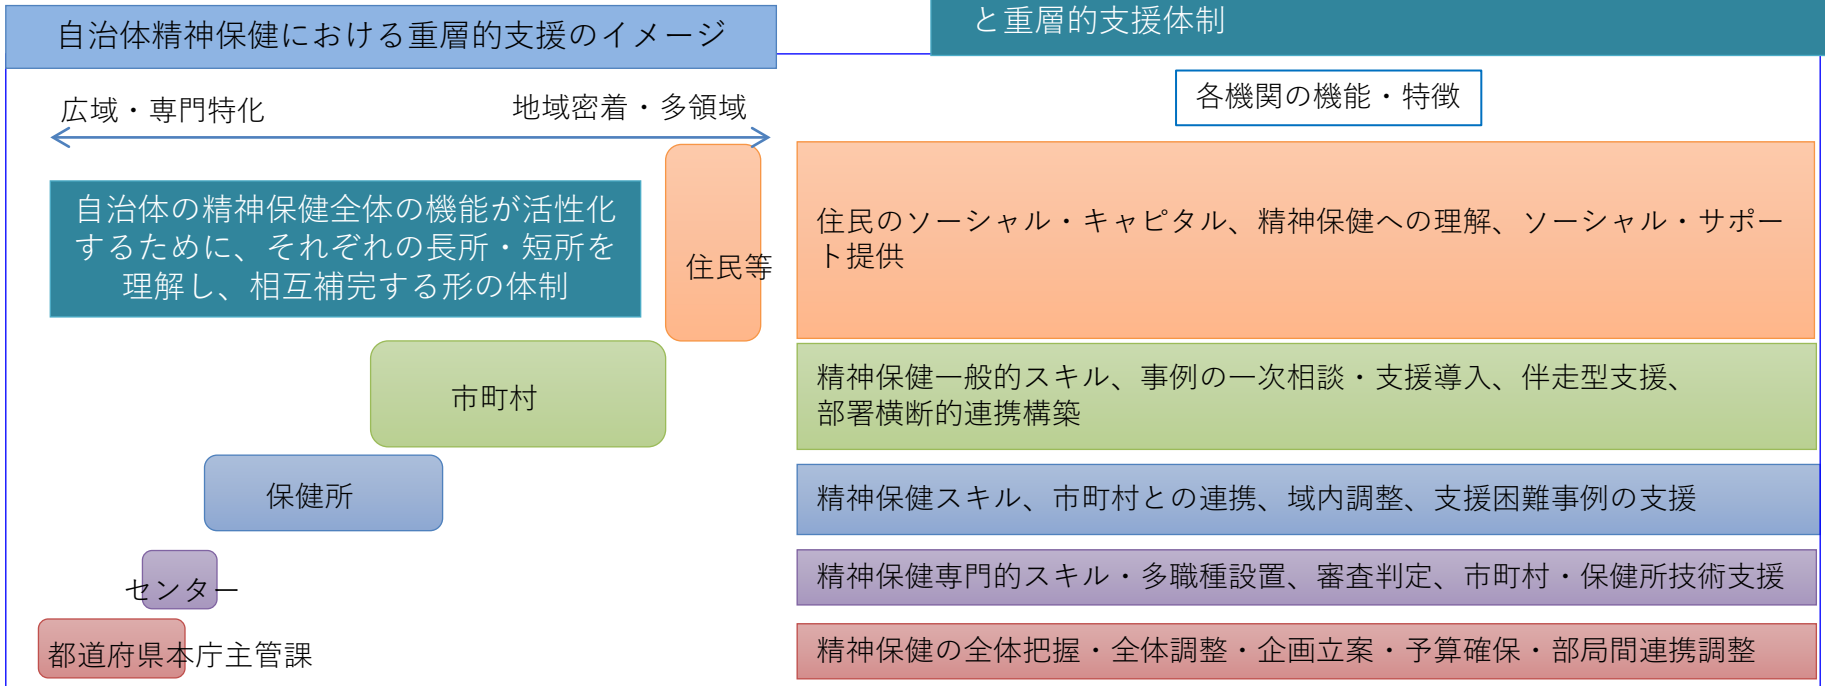 自治体精神保健における重層的支援のイメージ
と重層的支援体制
広域・専門特化
地域密着・多領域
各機関の機能・特徴
自治体の精神保健全体の機能が活性化
するために、それぞれの長所・短所を
理解し、相互補完する形の体制
住民等
住民のソーシャル・キャピタル、精神保健への理解、ソーシャル・サポー
ト提供
市町村
精神保健一般的スキル、事例の一次相談・支援導入、伴走型支援、
部署横断的連携構築
保健所
精神保健スキル、市町村との連携、域内調整、支援困難事例の支援
センター
精神保健専門的スキル・多職種設置、審査判定、市町村・保健所技術支援
都道府県本庁主管課
精神保健の全体把握・全体調整・企画立案・予算確保・部局間連携調整